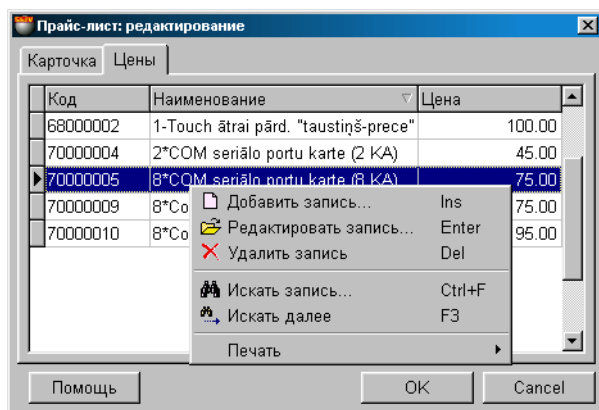 Прайс-лист: редактирование
Карточка Цены
Код Наименование Цена
68000002 1-Touch ātrai pārd. "taustiņš-prece" 100.00
70000004 2*COM seriālo portu karte (2 KA) 45.00
70000005 8*COM seriālo portu karte (8 KA) 75.00
70000009 8*Co 75.00
70000010 8*Co 95.00
Добавить запись... Ins
Редактировать запись... Enter
Удалить запись Del
Искать запись... Ctrl+F
Искать далее F3
Печать
Помощь OK Cancel